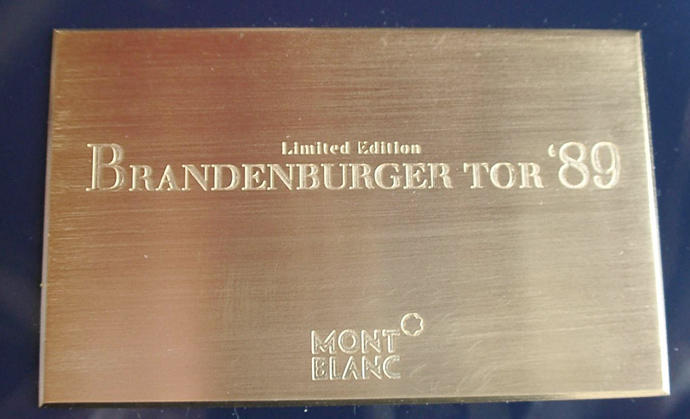 Limited Edition
BRANDENBURGER TOR ‘89
MONT
BLANC